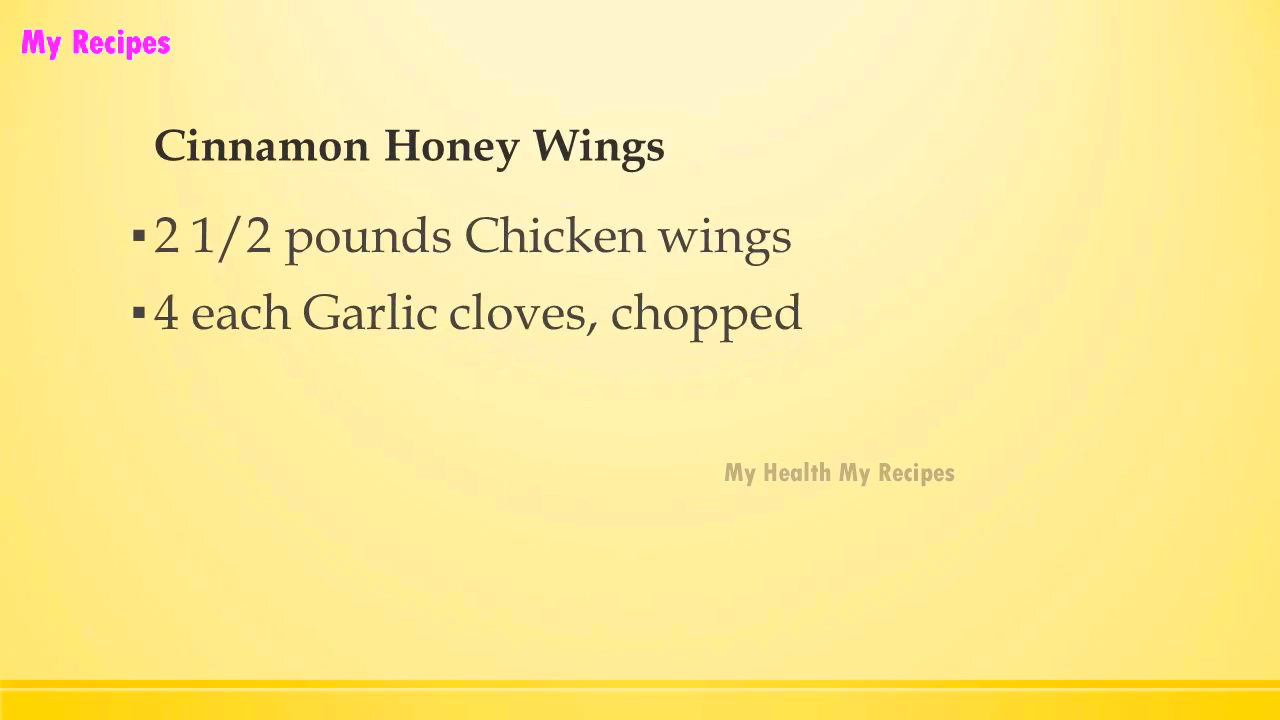 My Recipes
Cinnamon Honey Wings
▪ 2 1/2 pounds Chicken wings
▪ 4 each Garlic cloves, chopped
My Health My Recipes